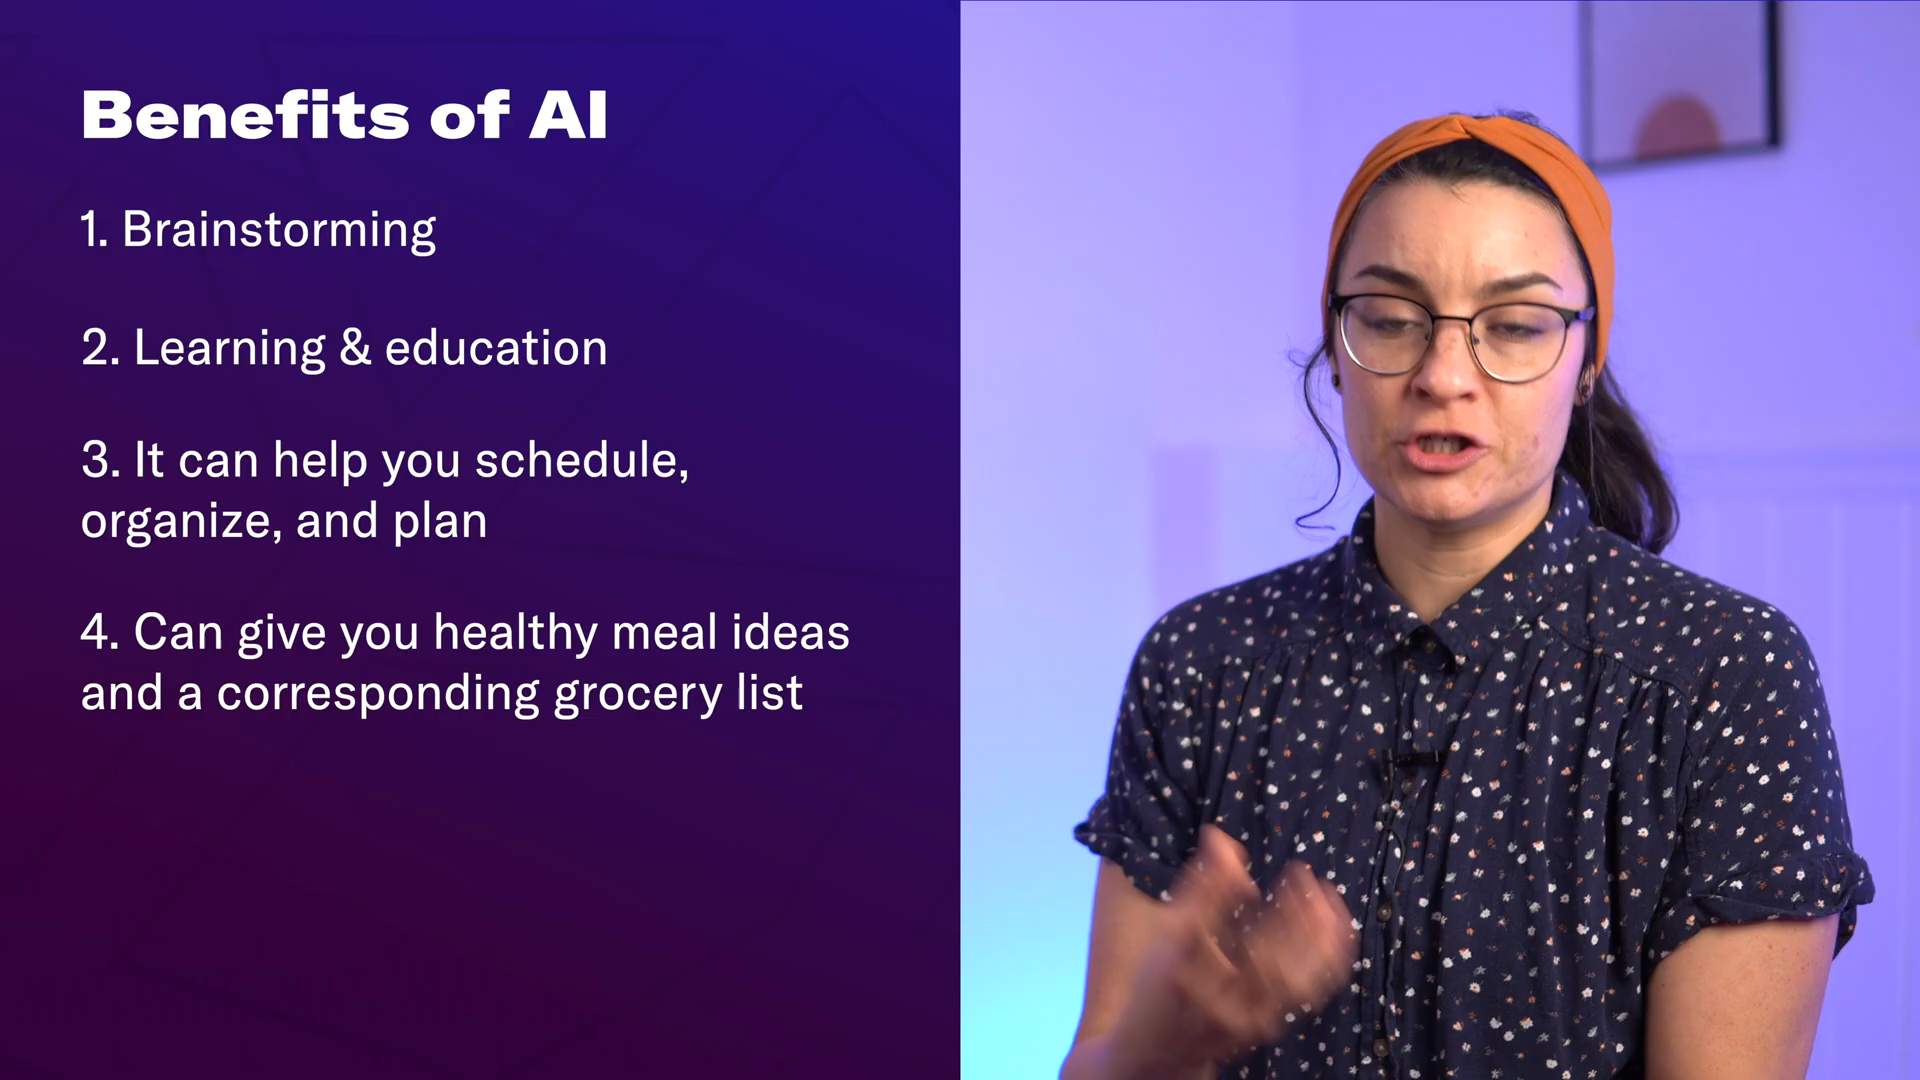 Benefits of AI
1. Brainstorming
2. Learning & education
3. It can help you schedule,
organize, and plan
4. Can give you healthy meal ideas
and a corresponding grocery list